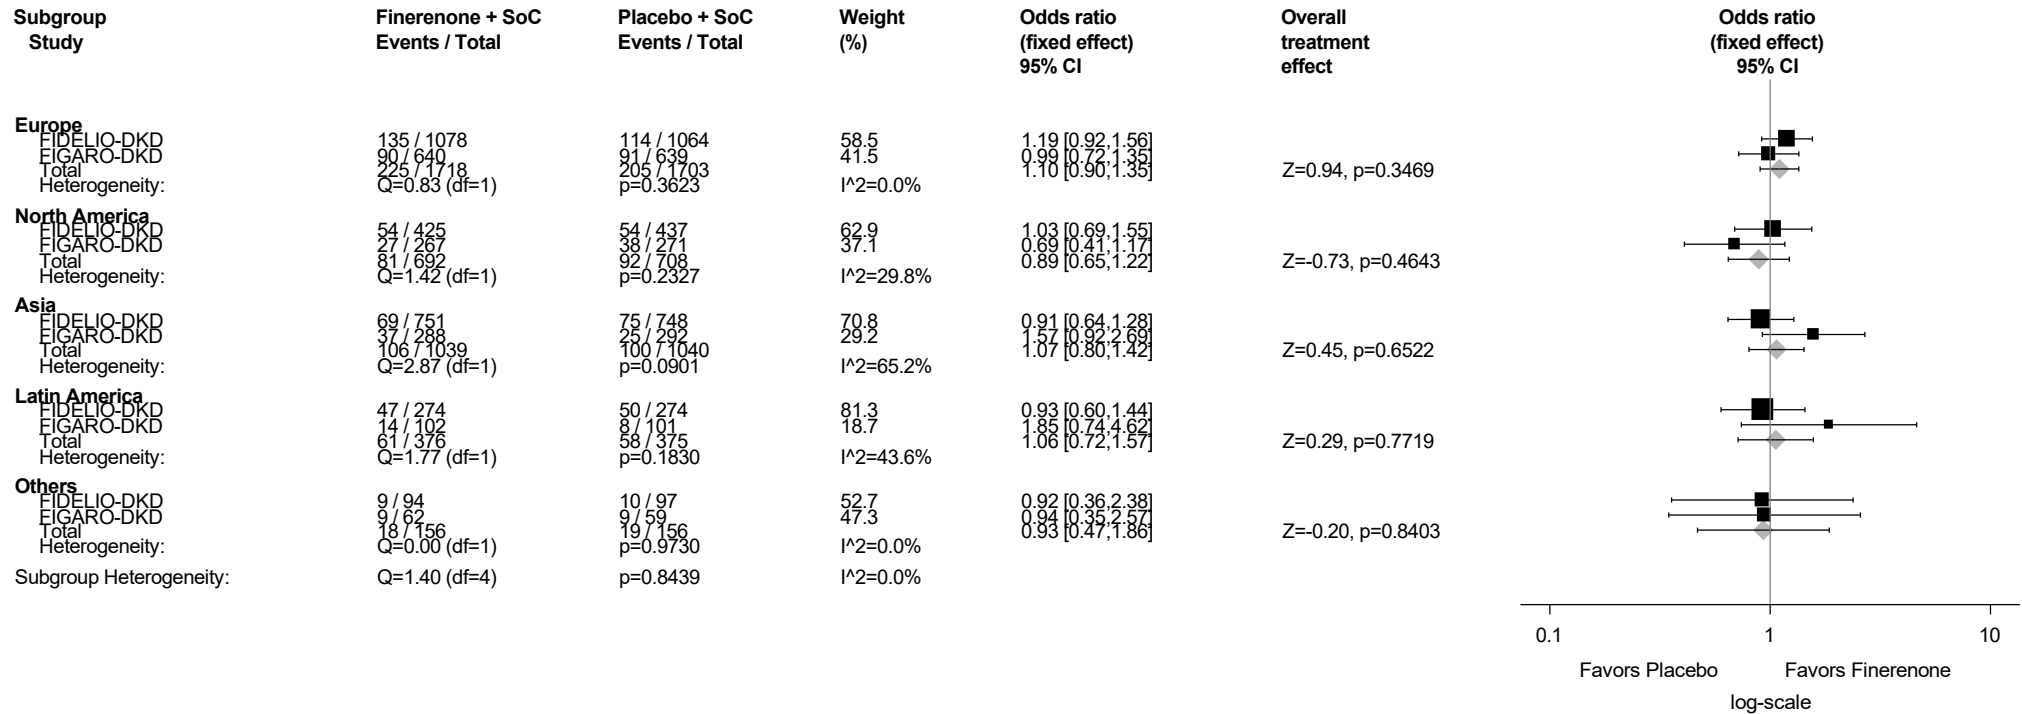 Subgroup Finerenone + SoC Placebo + SoC Weight Odds ratio Overall Odds ratio
Study Events / Total Events / Total (%) (fixed effect) treatment (fixed effect)
95% CI effect 95% CI
Europe
FIDELIO-DKD 135 / 1078 114 / 1064 58.5 1.19 [0.92,1.56]
FIGARO-DKD 90 / 640 91 / 639 41.5 0.99 [0.72,1.35]
Total 225 / 1718 205 / 1703 1.10 [0.90,1.35] Z=0.94, p=0.3469
Heterogeneity: Q=0.83 (df=1) p=0.3623 I^2=0.0%
North America
FIDELIO-DKD 54 / 425 54 / 437 62.9 1.03 [0.69,1.55]
FIGARO-DKD 27 / 267 38 / 271 37.1 0.69 [0.41,1.17]
Total 81 / 692 92 / 708 0.89 [0.65,1.22] Z=-0.73, p=0.4643
Heterogeneity: Q=1.42 (df=1) p=0.2327 I^2=29.8%
Asia
FIDELIO-DKD 69 / 751 75 / 748 70.8 0.91 [0.64,1.28]
FIGARO-DKD 37 / 288 25 / 292 29.2 1.57 [0.92,2.69]
Total 106 / 1039 100 / 1040 1.07 [0.80,1.42] Z=0.45, p=0.6522
Heterogeneity: Q=2.87 (df=1) p=0.0901 I^2=65.2%
Latin America
FIDELIO-DKD 47 / 274 50 / 274 81.3 0.93 [0.60,1.44]
FIGARO-DKD 14 / 102 8 / 101 18.7 1.85 [0.74,4.62]
Total 61 / 376 58 / 375 1.06 [0.72,1.57] Z=0.29, p=0.7719
Heterogeneity: Q=1.77 (df=1) p=0.1830 I^2=43.6%
Others
FIDELIO-DKD 9 / 94 10 / 97 52.7 0.92 [0.36,2.38]
FIGARO-DKD 9 / 62 9 / 59 47.3 0.94 [0.35,2.57]
Total 18 / 156 19 / 156 0.93 [0.47,1.86] Z=-0.20, p=0.8403
Heterogeneity: Q=0.00 (df=1) p=0.9730 I^2=0.0%
Subgroup Heterogeneity: Q=1.40 (df=4) p=0.8439 I^2=0.0%
0.1 1 10
Favors Placebo Favors Finerenone
log-scale